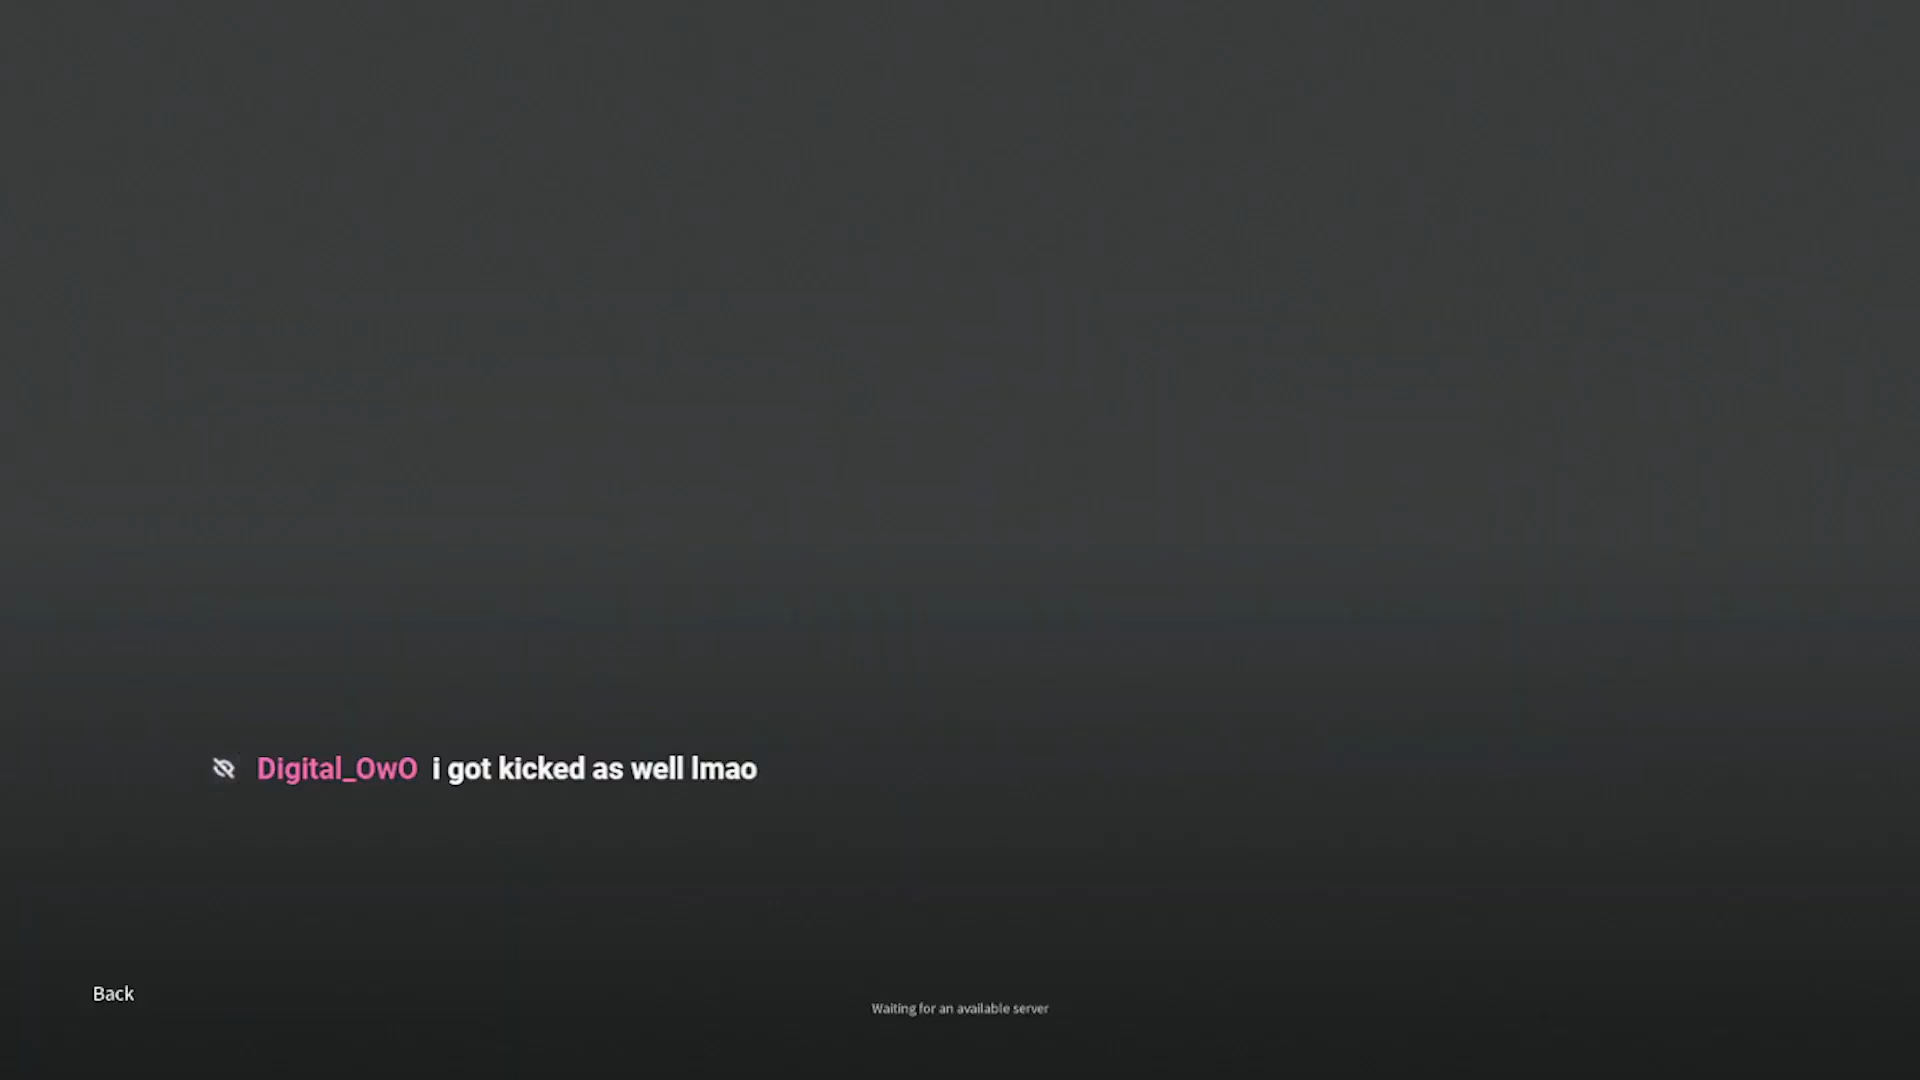 Digital_OwO i got kicked as well lmao
Back
Waiting for an available server